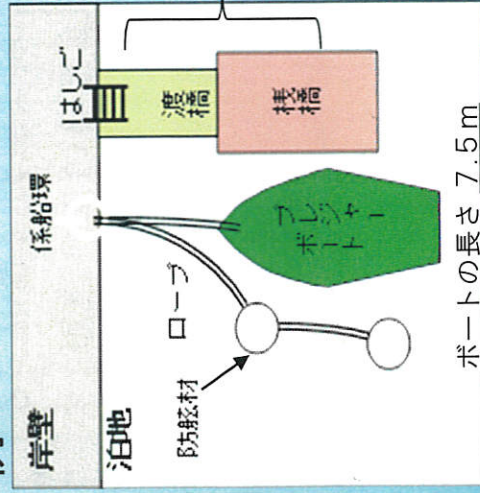 岸壁
係船環
はしご
泊地
ロープ
渡橋
防舷材
プレジャー
ボート
桟橋
ボートの長さ 7.5m